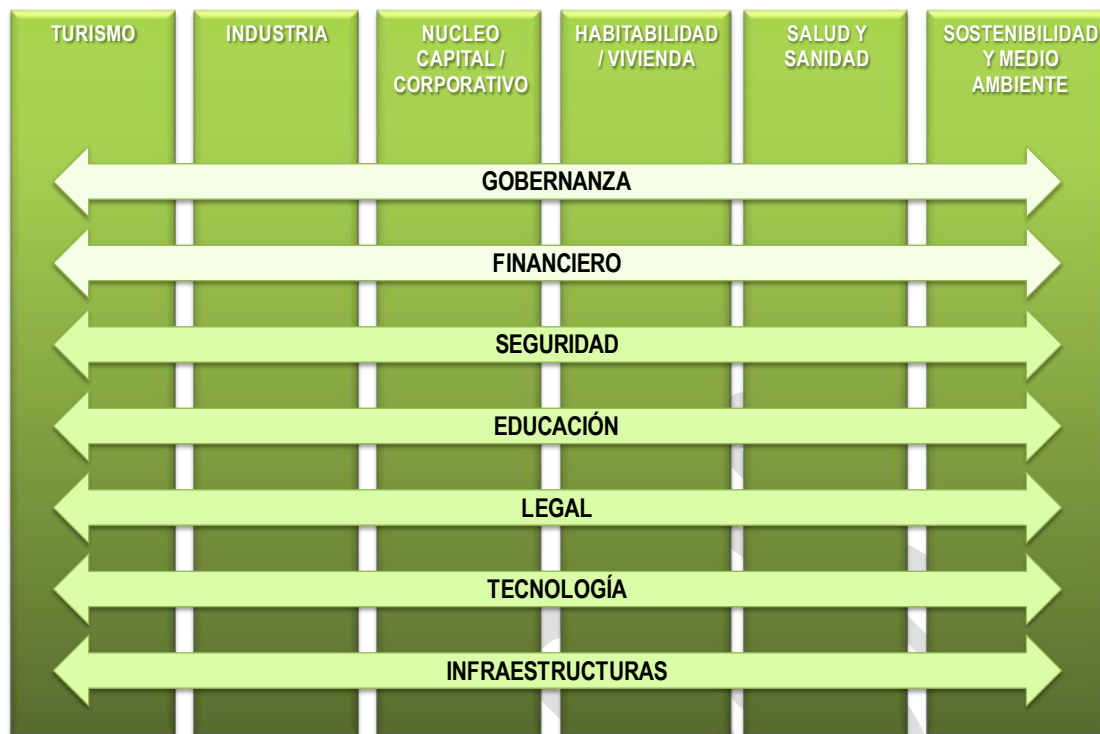 TURISMO
INDUSTRIA
NUCLEO
CAPITAL /
CORPORATIVO
HABITABILIDAD
/ VIVIENDA
SALUD Y
SANIDAD
SOSTENIBILIDAD
Y MEDIO
AMBIENTE
GOBERNANZA
FINANCIERO
SEGURIDAD
EDUCACIÓN
LEGAL
TECNOLOGÍA
INFRAESTRUCTURAS